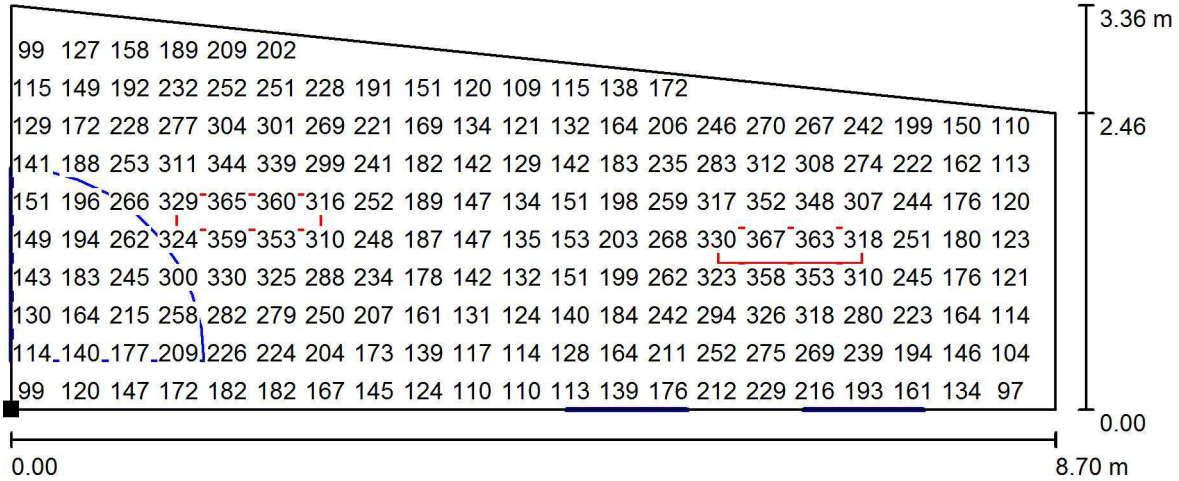 3.36 m
99 127 158 189 209 202
115 149 192 232 252 251 228 191 151 120 109 115 138 172
2.46
129 172 228 277 304 301 269 221 169 134 121 132 164 206 246 270 267 242 199 150 110
141 188 253 311 344 339 299 241 182 142 129 142 183 235 283 312 308 274 222 162 113
151 196 266 329 365 360 316 252 189 147 134 151 198 259 317 352 348 307 244 176 120
149 194 262 324 359 353 310 248 187 147 135 153 203 268 330 367 363 318 251 180 123
143 183 245 300 330 325 288 234 178 142 132 151 199 262 323 358 353 310 245 176 121
130 164 215 258 282 279 250 207 161 131 124 140 184 242 294 326 318 280 223 164 114
114 140 177 209 226 224 204 173 139 117 114 128 164 211 252 275 269 239 194 146 104
99 120 147 172 182 182 167 145 124 110 110 113 139 176 212 229 216 193 161 134 97
0.00
0.00 8.70 m